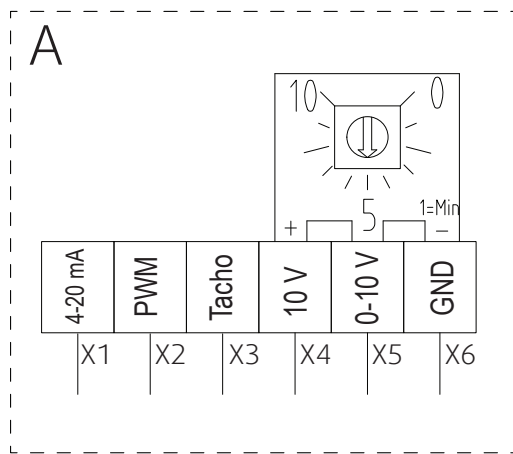 A
10 0
5 1=Min
+ −
4-20 mA PWM Tacho 10 V 0-10 V GND
X1 X2 X3 X4 X5 X6